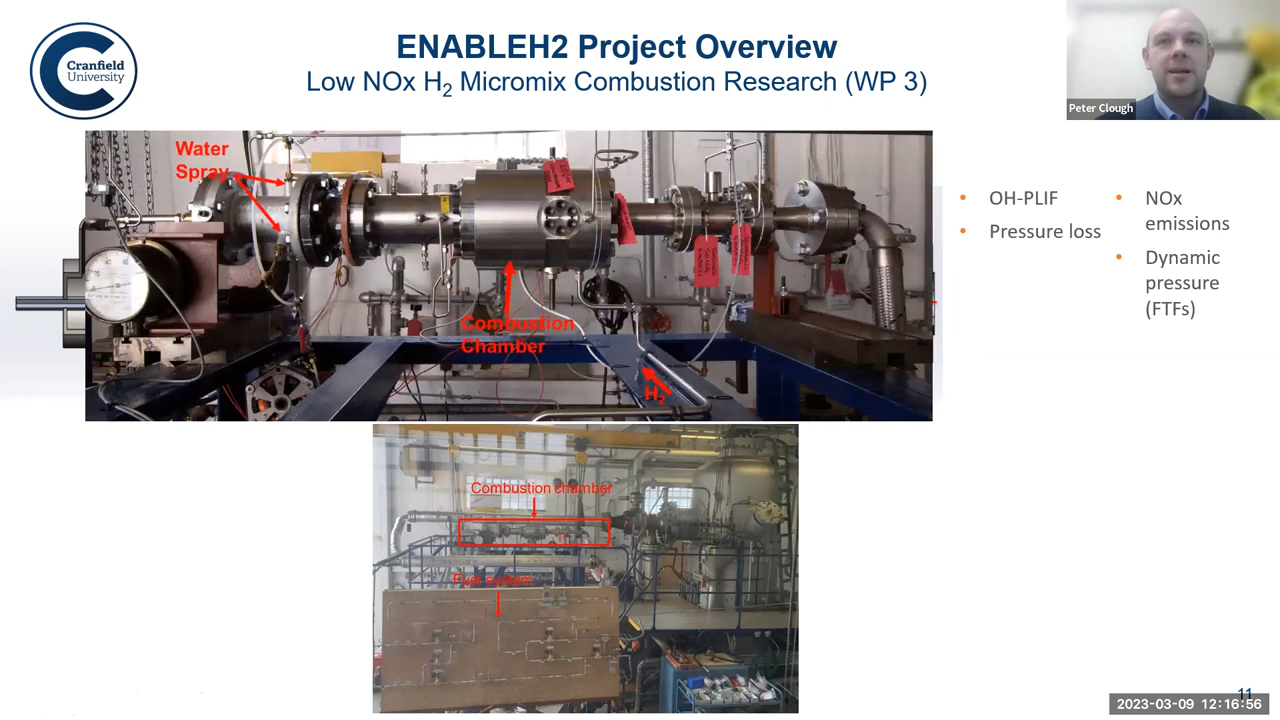 Cranfield
University
ENABLEH2 Project Overview
Low NOx H₂ Micromix Combustion Research (WP 3)
Peter Clough
Water
Spray
Combustion
Chamber
H₂
• OH-PLIF
• Pressure loss
• NOx
emissions
• Dynamic
pressure
(FTFs)
Combustion chamber
Fuel system
11
2023-03-09 12:16:56